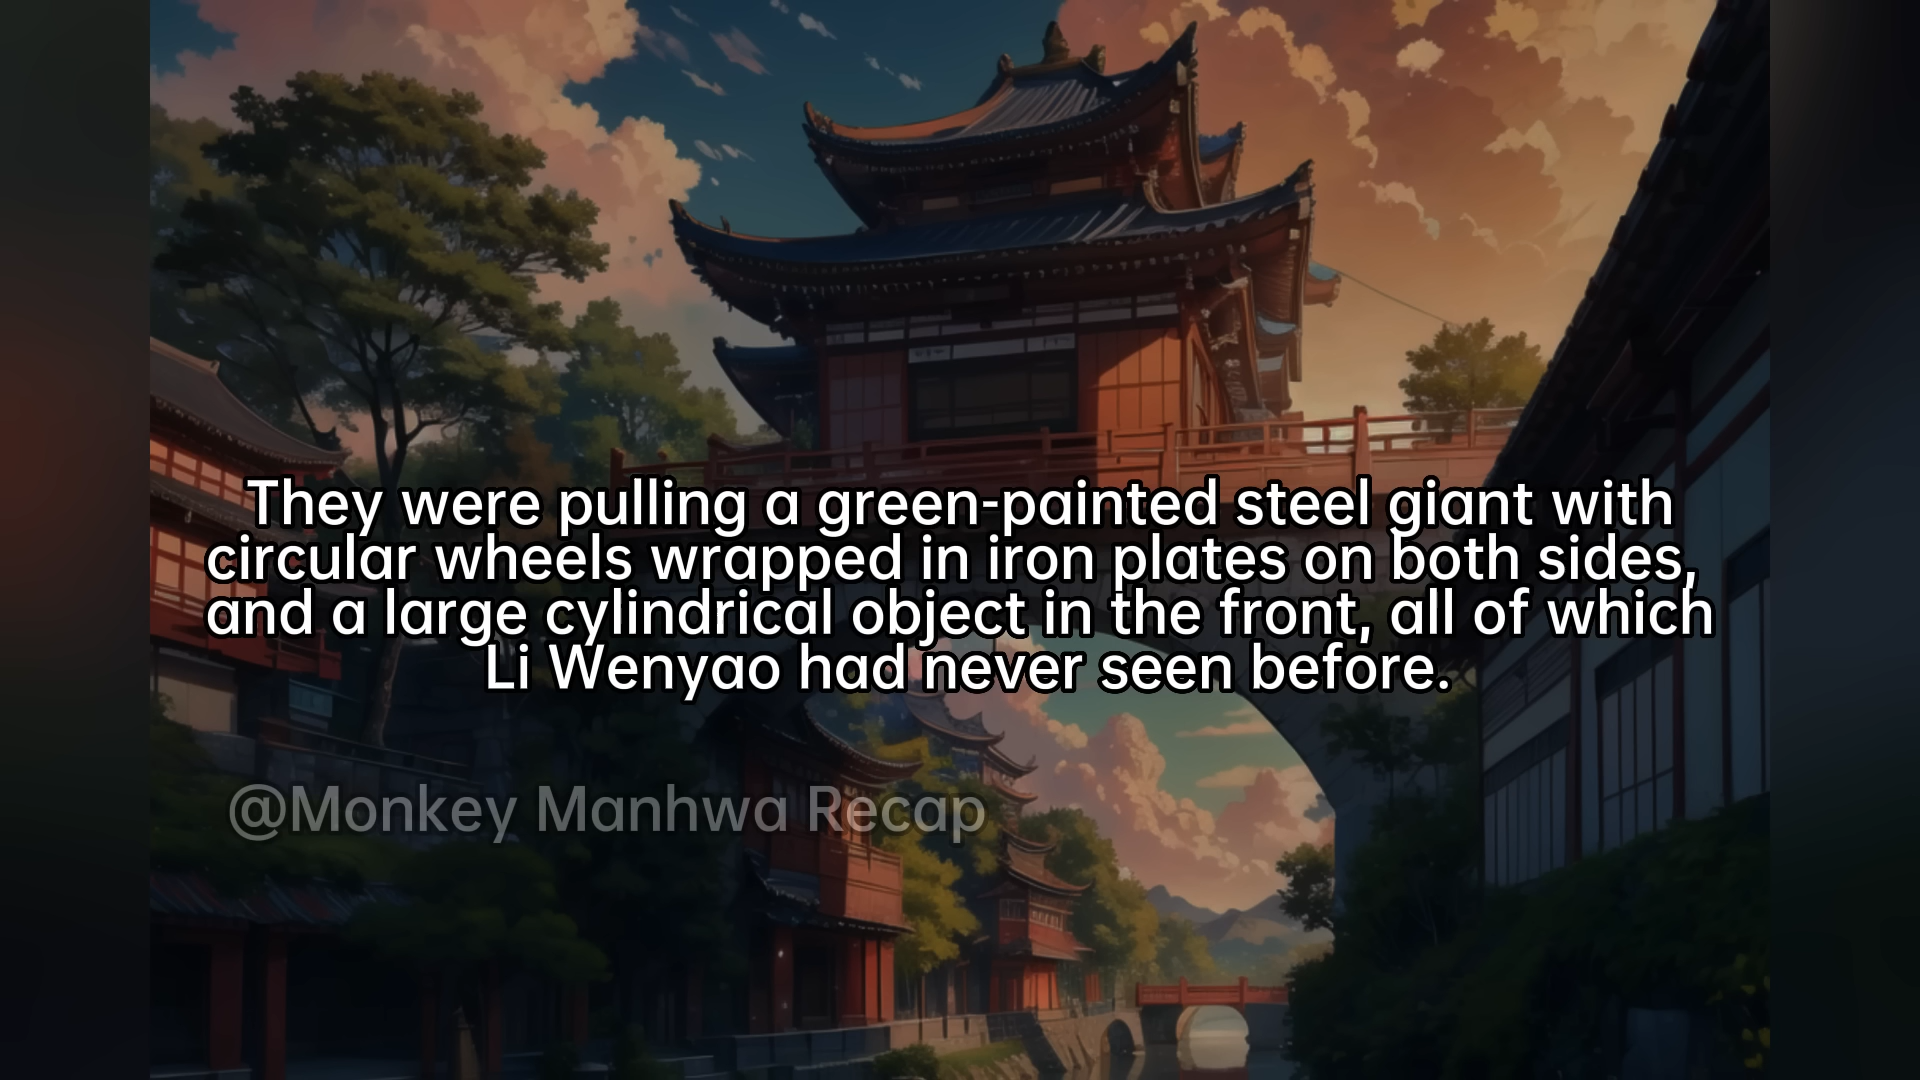 They were pulling a green-painted steel giant with
circular wheels wrapped in iron plates on both sides,
and a large cylindrical object in the front, all of which
Li Wenyao had never seen before.
@Monkey Manhwa Recap